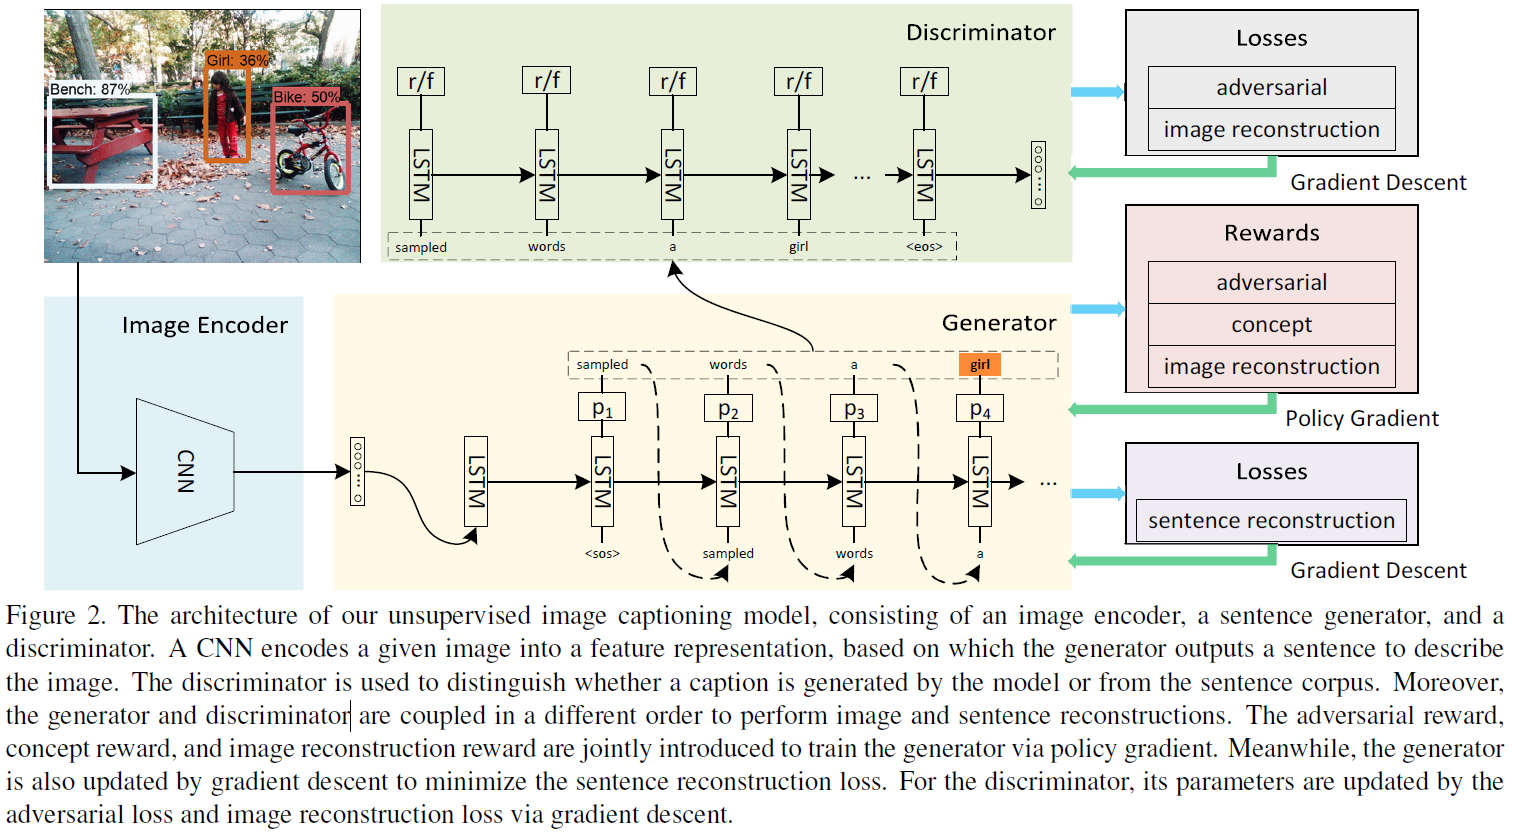 Bench: 87%
Girl: 36%
Bike: 50%
Discriminator
r/f r/f r/f r/f r/f
LSTM LSTM LSTM LSTM ... LSTM
sampled words a girl <eos>
Losses
adversarial
image reconstruction
Gradient Descent
Rewards
adversarial
concept
image reconstruction
Policy Gradient
Losses
sentence reconstruction
Gradient Descent
Image Encoder
CNN
Generator
sampled words a girl
p1 p2 p3 p4
LSTM LSTM LSTM LSTM LSTM ...
<sos> sampled words a
Figure 2. The architecture of our unsupervised image captioning model, consisting of an image encoder, a sentence generator, and a
discriminator. A CNN encodes a given image into a feature representation, based on which the generator outputs a sentence to describe
the image. The discriminator is used to distinguish whether a caption is generated by the model or from the sentence corpus. Moreover,
the generator and discriminator are coupled in a different order to perform image and sentence reconstructions. The adversarial reward,
concept reward, and image reconstruction reward are jointly introduced to train the generator via policy gradient. Meanwhile, the generator
is also updated by gradient descent to minimize the sentence reconstruction loss. For the discriminator, its parameters are updated by the
adversarial loss and image reconstruction loss via gradient descent.